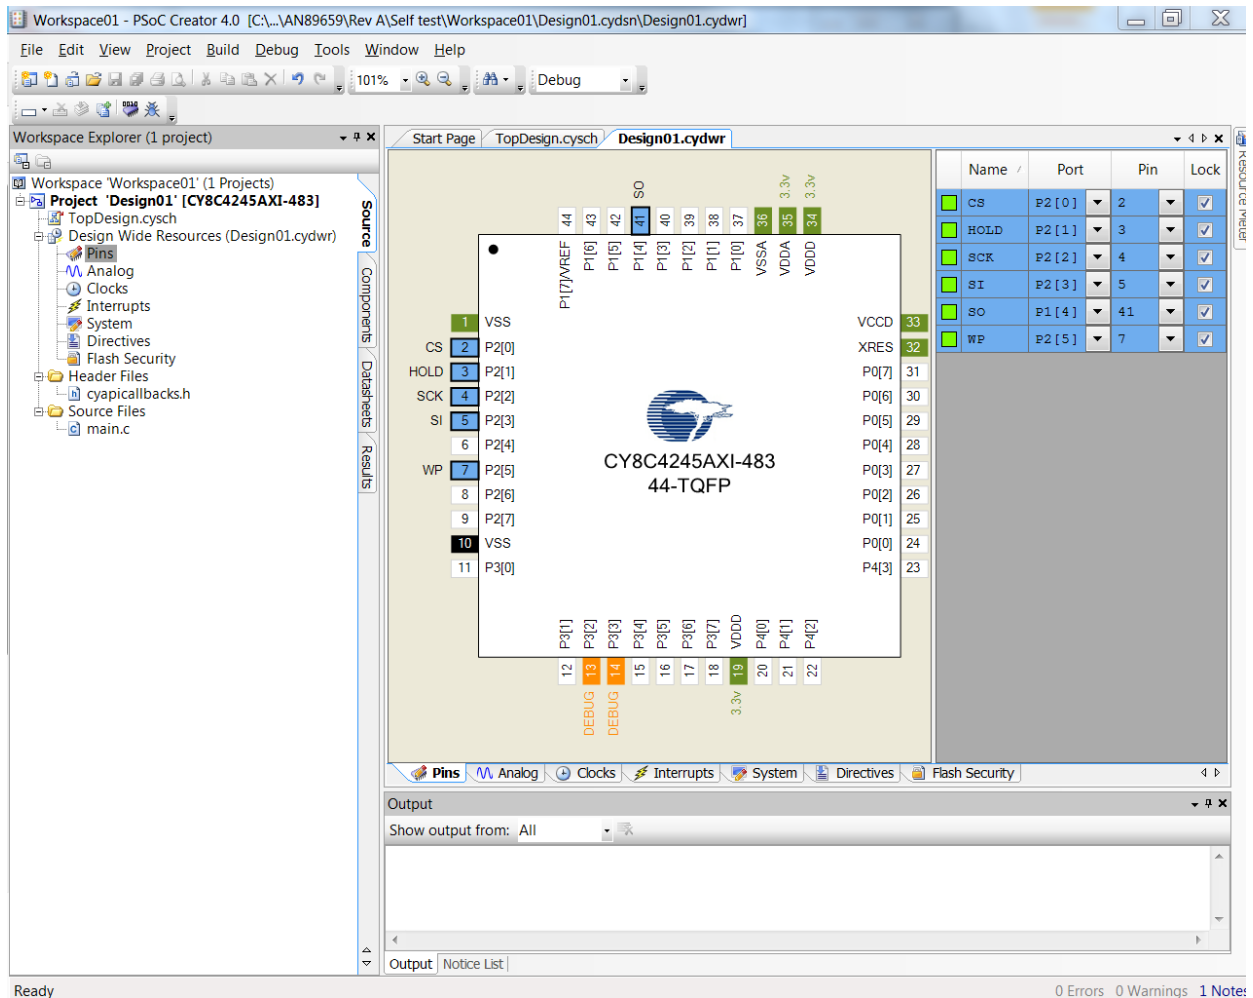 Workspace01 - PSoC Creator 4.0 [C:\...\AN89659\Rev A\Self test\Workspace01\Design01.cydsn\Design01.cydwr]
File Edit View Project Build Debug Tools Window Help
101% Debug
Workspace Explorer (1 project)
Workspace 'Workspace01' (1 Projects)
Project 'Design01' [CY8C4245AXI-483]
TopDesign.cysch
Design Wide Resources (Design01.cydwr)
Pins
Analog
Clocks
Interrupts
System
Directives
Flash Security
Header Files
cyapicallbacks.h
Source Files
main.c
Source
Components
Datasheets
Results
Start Page TopDesign.cysch Design01.cydwr
SO 3.3v 3.3v
44 43 42 41 40 39 38 37 36 35 34
P1[7]/VREF P1[6] P1[5] P1[4] P1[3] P1[2] P1[1] P1[0] VSSA VDDA VDDD
1 VSS VCCD 33
CS 2 P2[0] XRES 32
HOLD 3 P2[1] P0[7] 31
SCK 4 P2[2] P0[6] 30
SI 5 P2[3] P0[5] 29
6 P2[4] P0[4] 28
WP 7 P2[5] P0[3] 27
8 P2[6] P0[2] 26
9 P2[7] P0[1] 25
10 VSS P0[0] 24
11 P3[0] P4[3] 23
CY8C4245AXI-483
44-TQFP
P3[1] P3[2] P3[3] P3[4] P3[5] P3[6] P3[7] VDDD P4[0] P4[1] P4[2]
12 13 14 15 16 17 18 19 20 21 22
DEBUG DEBUG 3.3v
Name Port Pin Lock
CS P2[0] 2
HOLD P2[1] 3
SCK P2[2] 4
SI P2[3] 5
SO P1[4] 41
WP P2[5] 7
Resource Meter
Pins Analog Clocks Interrupts System Directives Flash Security
Output
Show output from: All
Output Notice List
Ready 0 Errors 0 Warnings 1 Notes